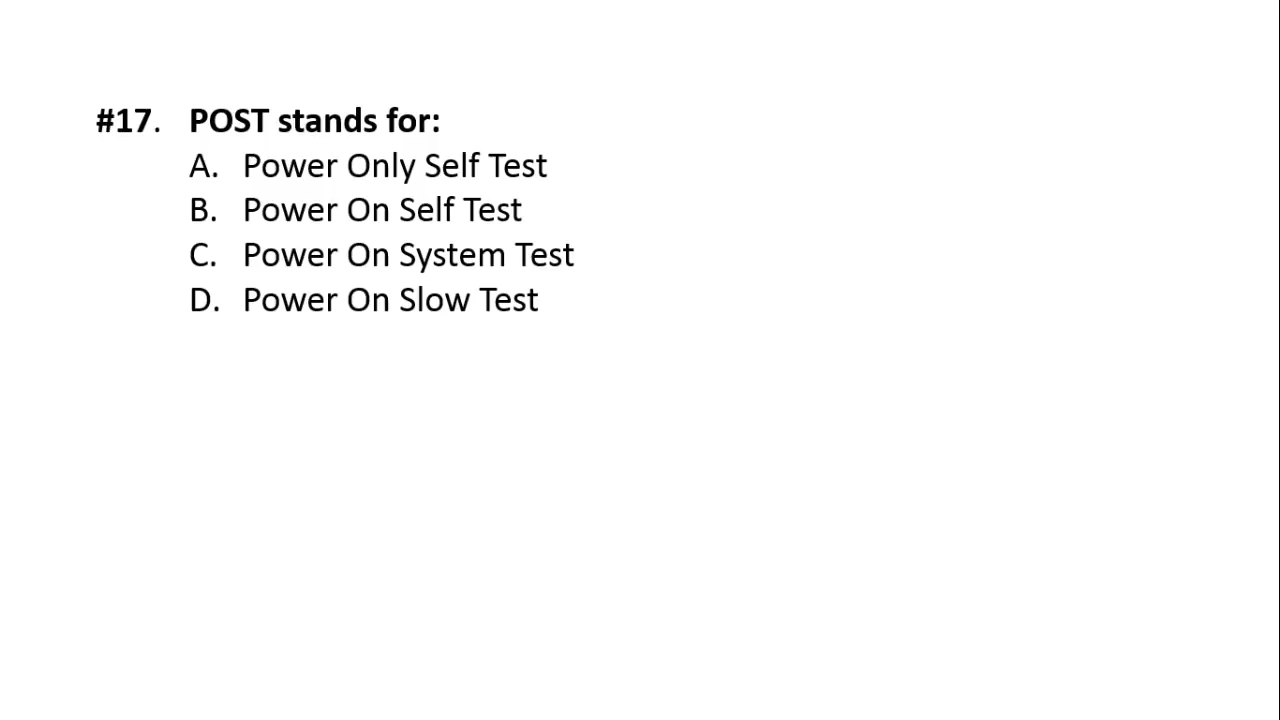 #17. POST stands for:
A. Power Only Self Test
B. Power On Self Test
C. Power On System Test
D. Power On Slow Test